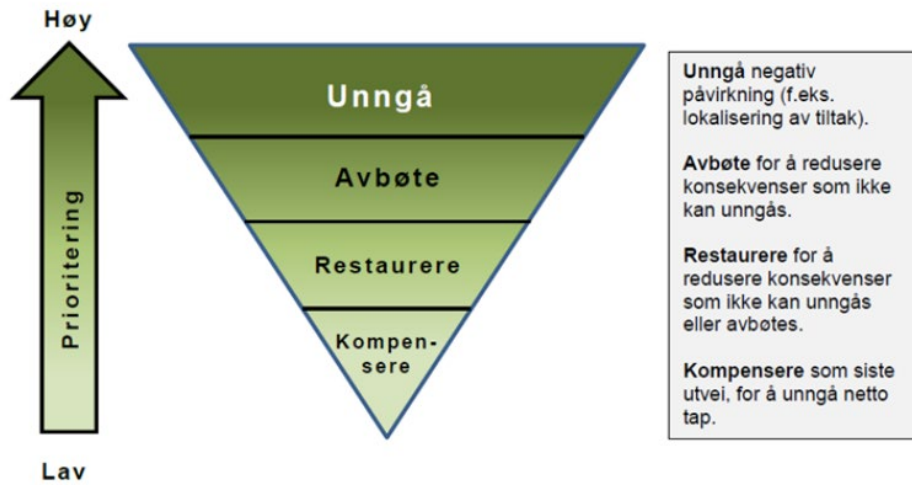 Høy
Prioritering
Lav
Unngå
Avbøte
Restaurere
Kompen-
sere
Unngå negativ
påvirkning (f.eks.
lokalisering av tiltak).
Avbøte for å redusere
konsekvenser som ikke
kan unngås.
Restaurere for å
redusere konsekvenser
som ikke kan unngås
eller avbøtes.
Kompensere som siste
utvei, for å unngå netto
tap.